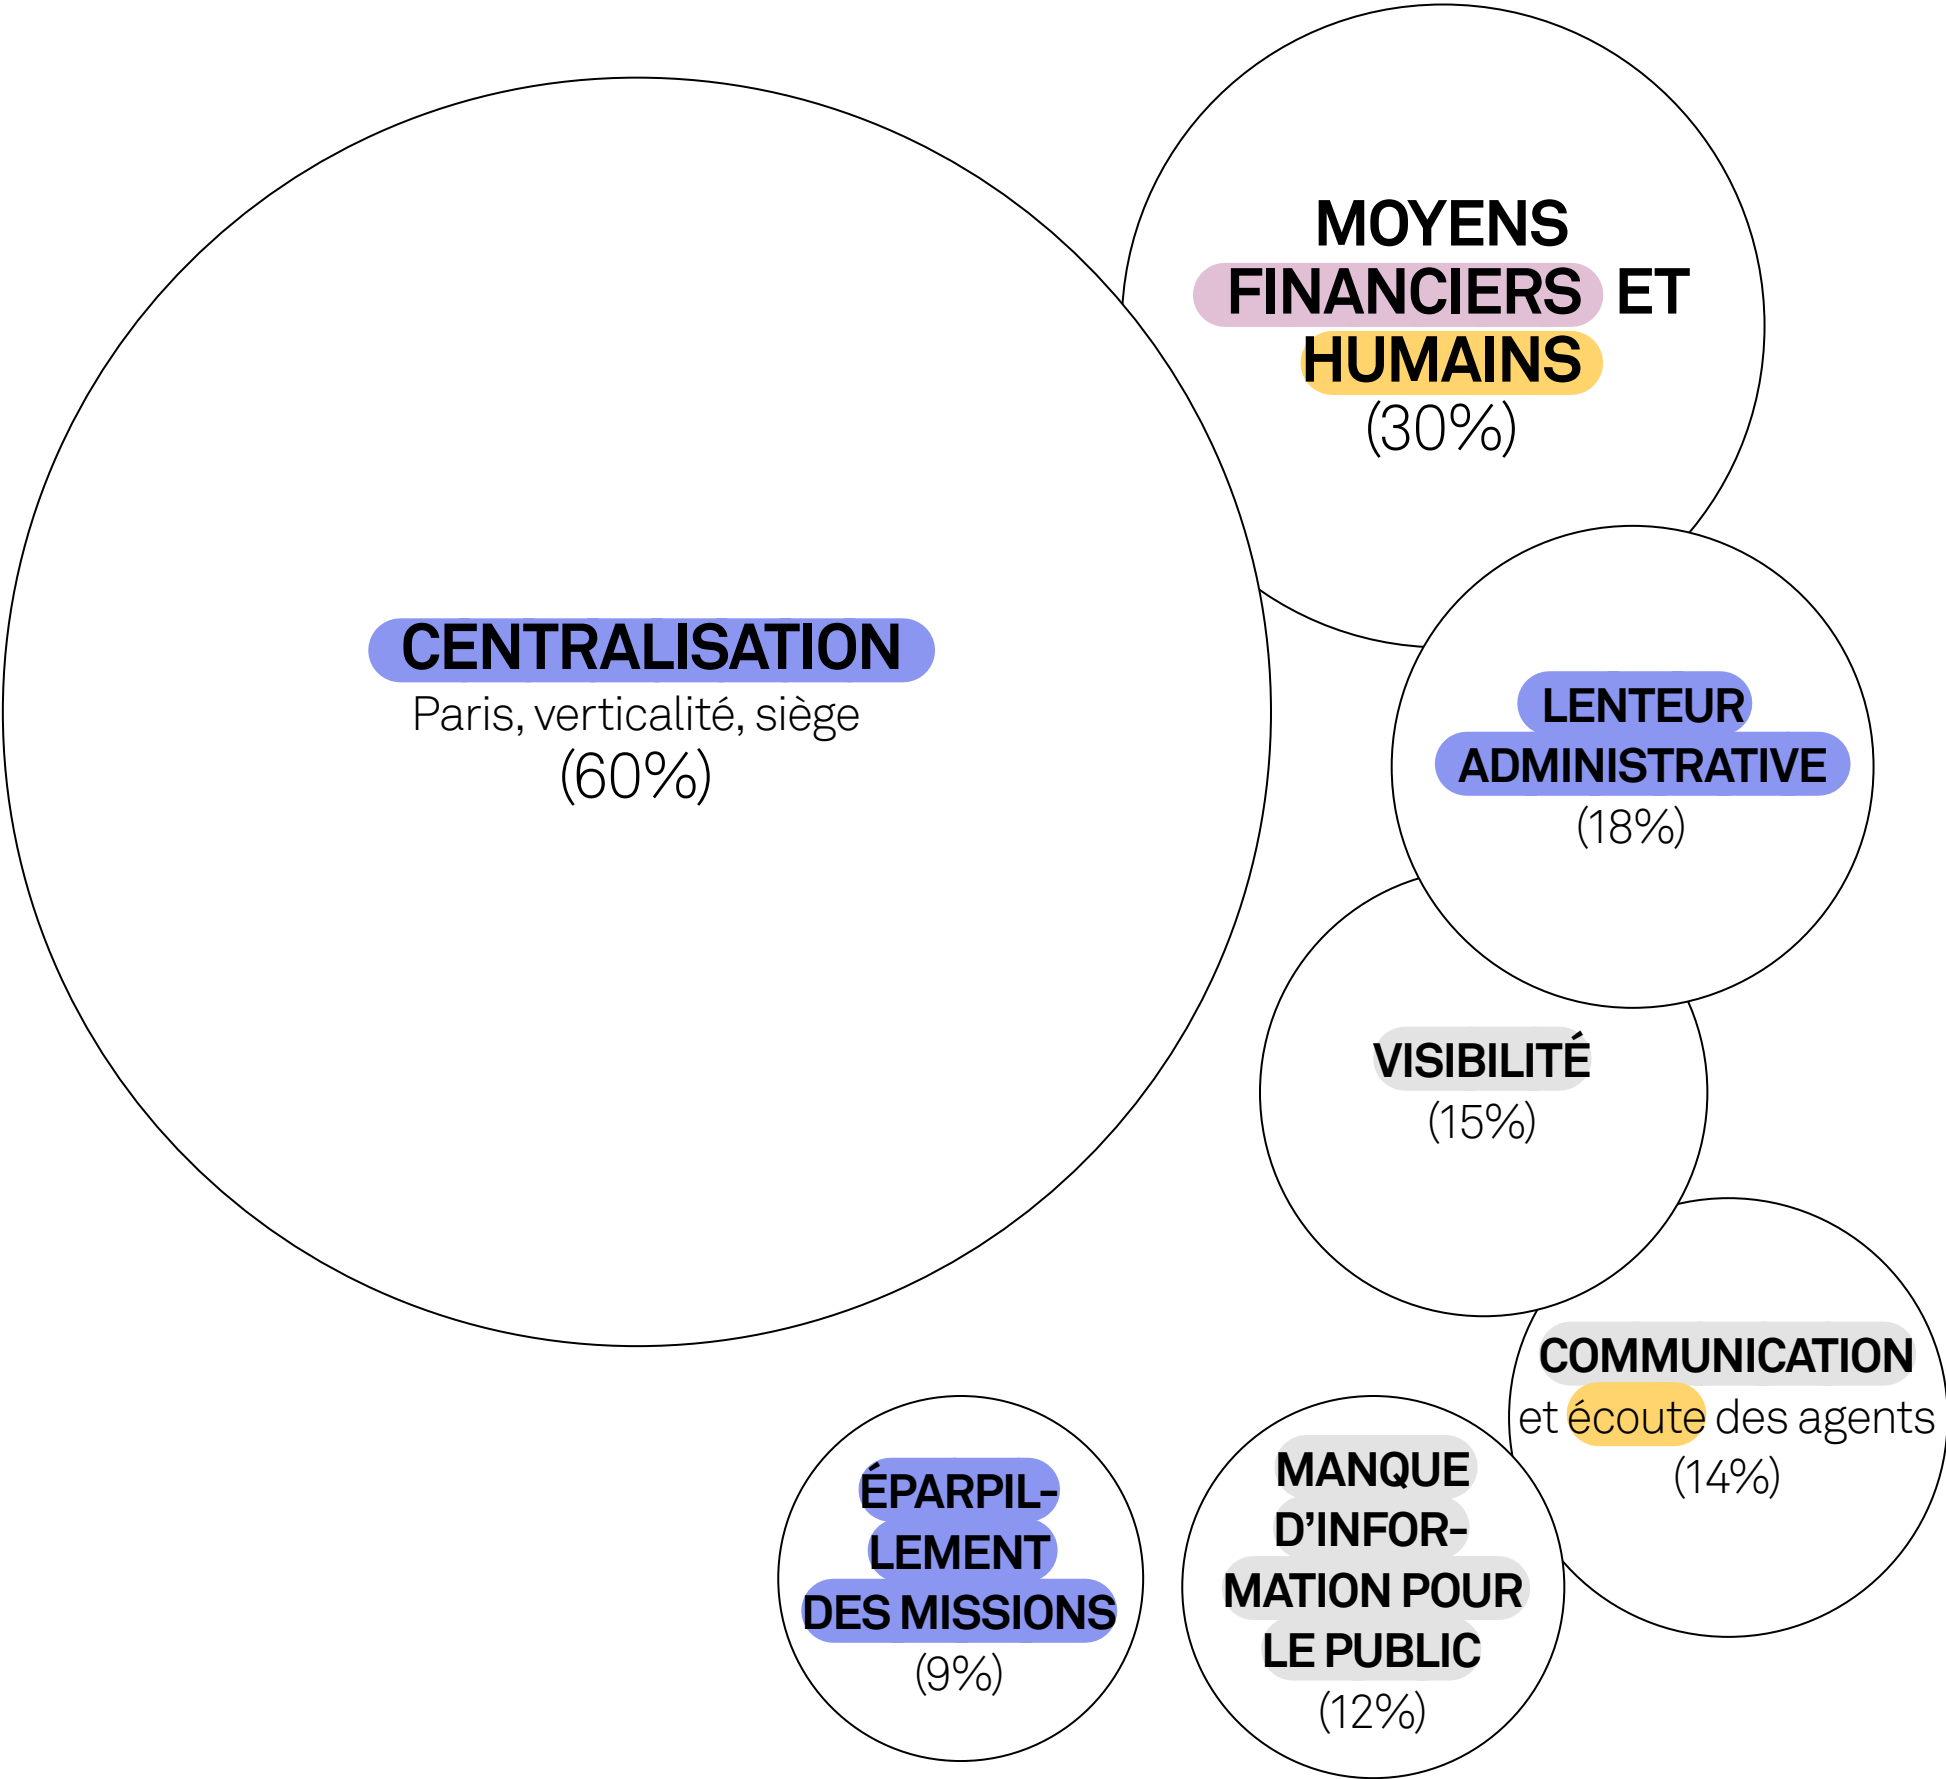 MOYENS
FINANCIERS ET
HUMAINS
(30%)
CENTRALISATION
Paris, verticalité, siège
(60%)
LENTEUR
ADMINISTRATIVE
(18%)
VISIBILITÉ
(15%)
COMMUNICATION
et écoute des agents
(14%)
ÉPARPIL-
LEMENT
DES MISSIONS
(9%)
MANQUE
D’INFOR-
MATION POUR
LE PUBLIC
(12%)